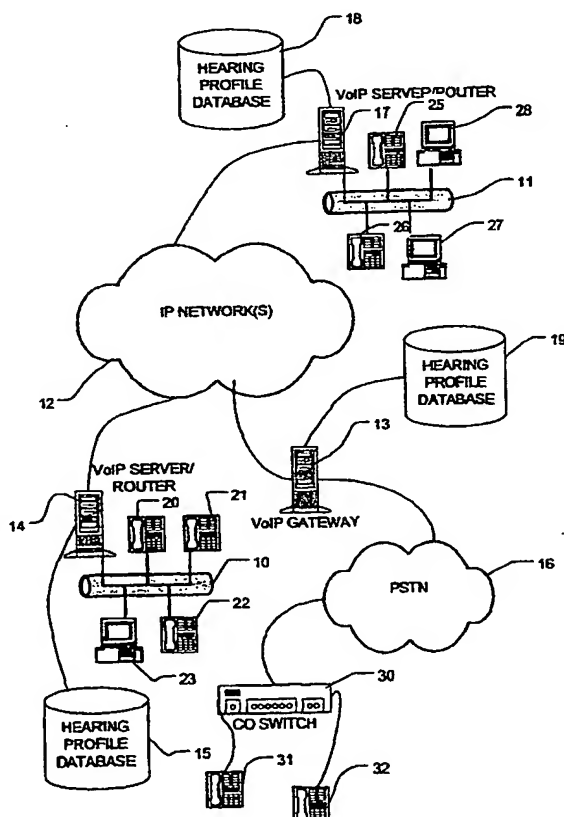 18
HEARING
PROFILE
DATABASE
VoIP SERVER/ROUTER
17
25
28
11
26
27
IP NETWORK(S)
12
19
HEARING
PROFILE
DATABASE
13
VoIP GATEWAY
VoIP SERVER/
ROUTER
14
20
21
10
22
23
PSTN
16
30
CO SWITCH
HEARING
PROFILE
DATABASE
15
31
32